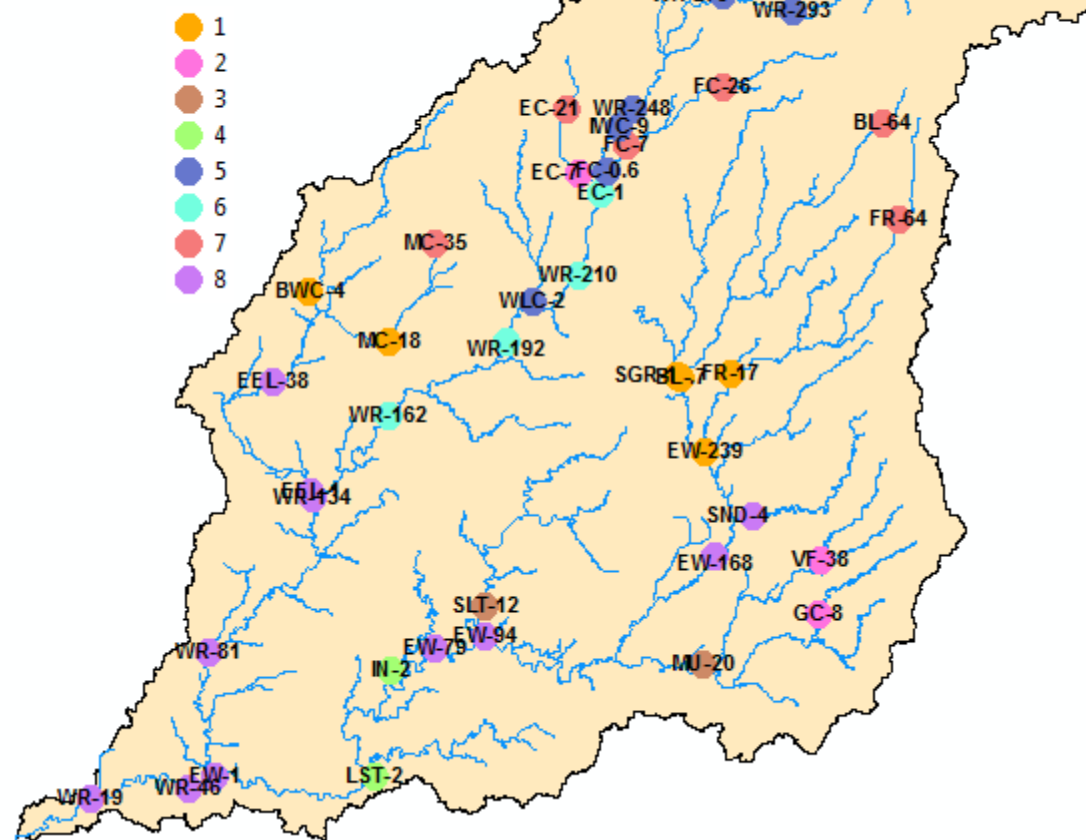 WR-293
1
2
3
4
5
6
7
8
FC-26
EC-21
WR-248
BL-64
FC-7
EC-7
FC-0.6
EC-1
FR-64
MC-35
WR-210
BWC-4
WLC-2
MC-18
WR-192
EEL-38
FR-17
WR-162
EW-239
WR-134
SND-4
EW-168
VF-38
SLT-12
GC-8
EW-94
EW-79
WR-81
MU-20
IN-2
EW-1
LST-2
WR-46
WR-19